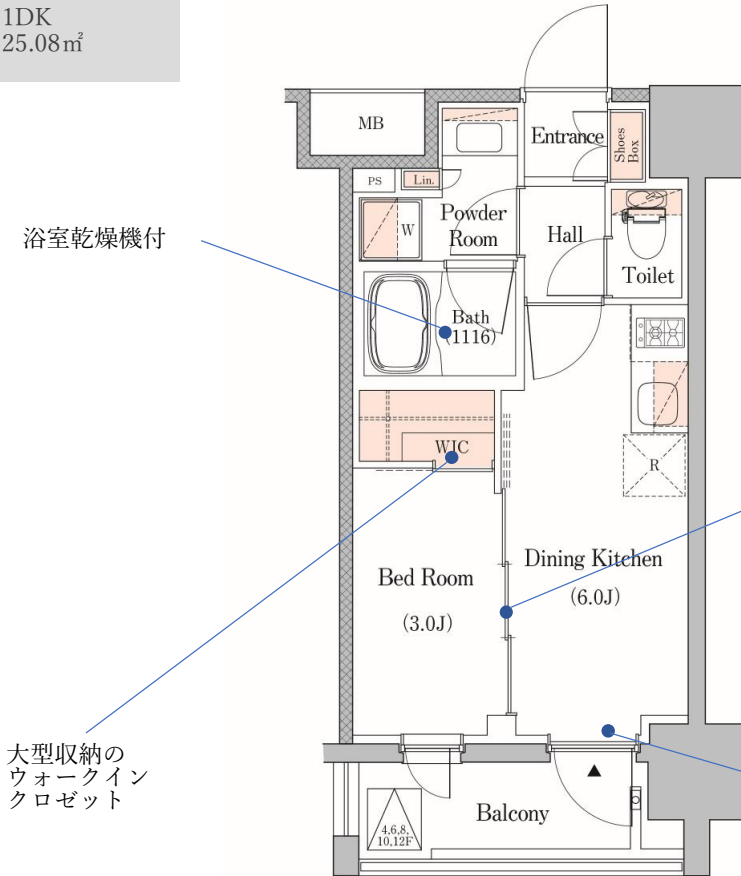 1DK
25.08㎡
MB
Entrance
Shoes
Box
PS
Lin.
W
Powder
Room
Hall
Toilet
浴室乾燥機付
Bath
(1116)
WIC
R
Dining Kitchen
(6.0J)
Bed Room
(3.0J)
大型収納の
ウォークイン
クロゼット
Balcony
4,6,8,
10,12F